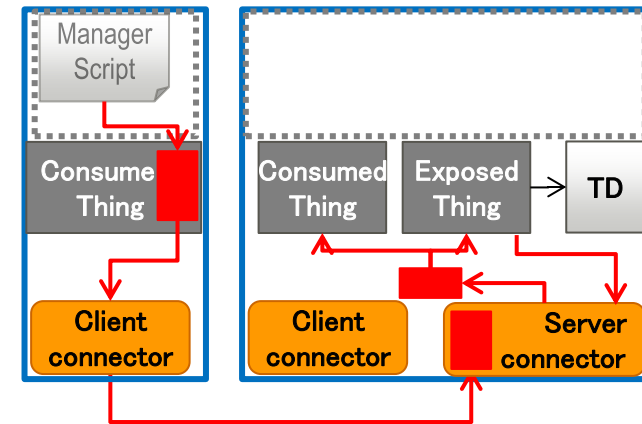 Manager
Script
Consume
Thing
Client
connector
Consumed
Thing
Exposed
Thing
TD
Client
connector
Server
connector